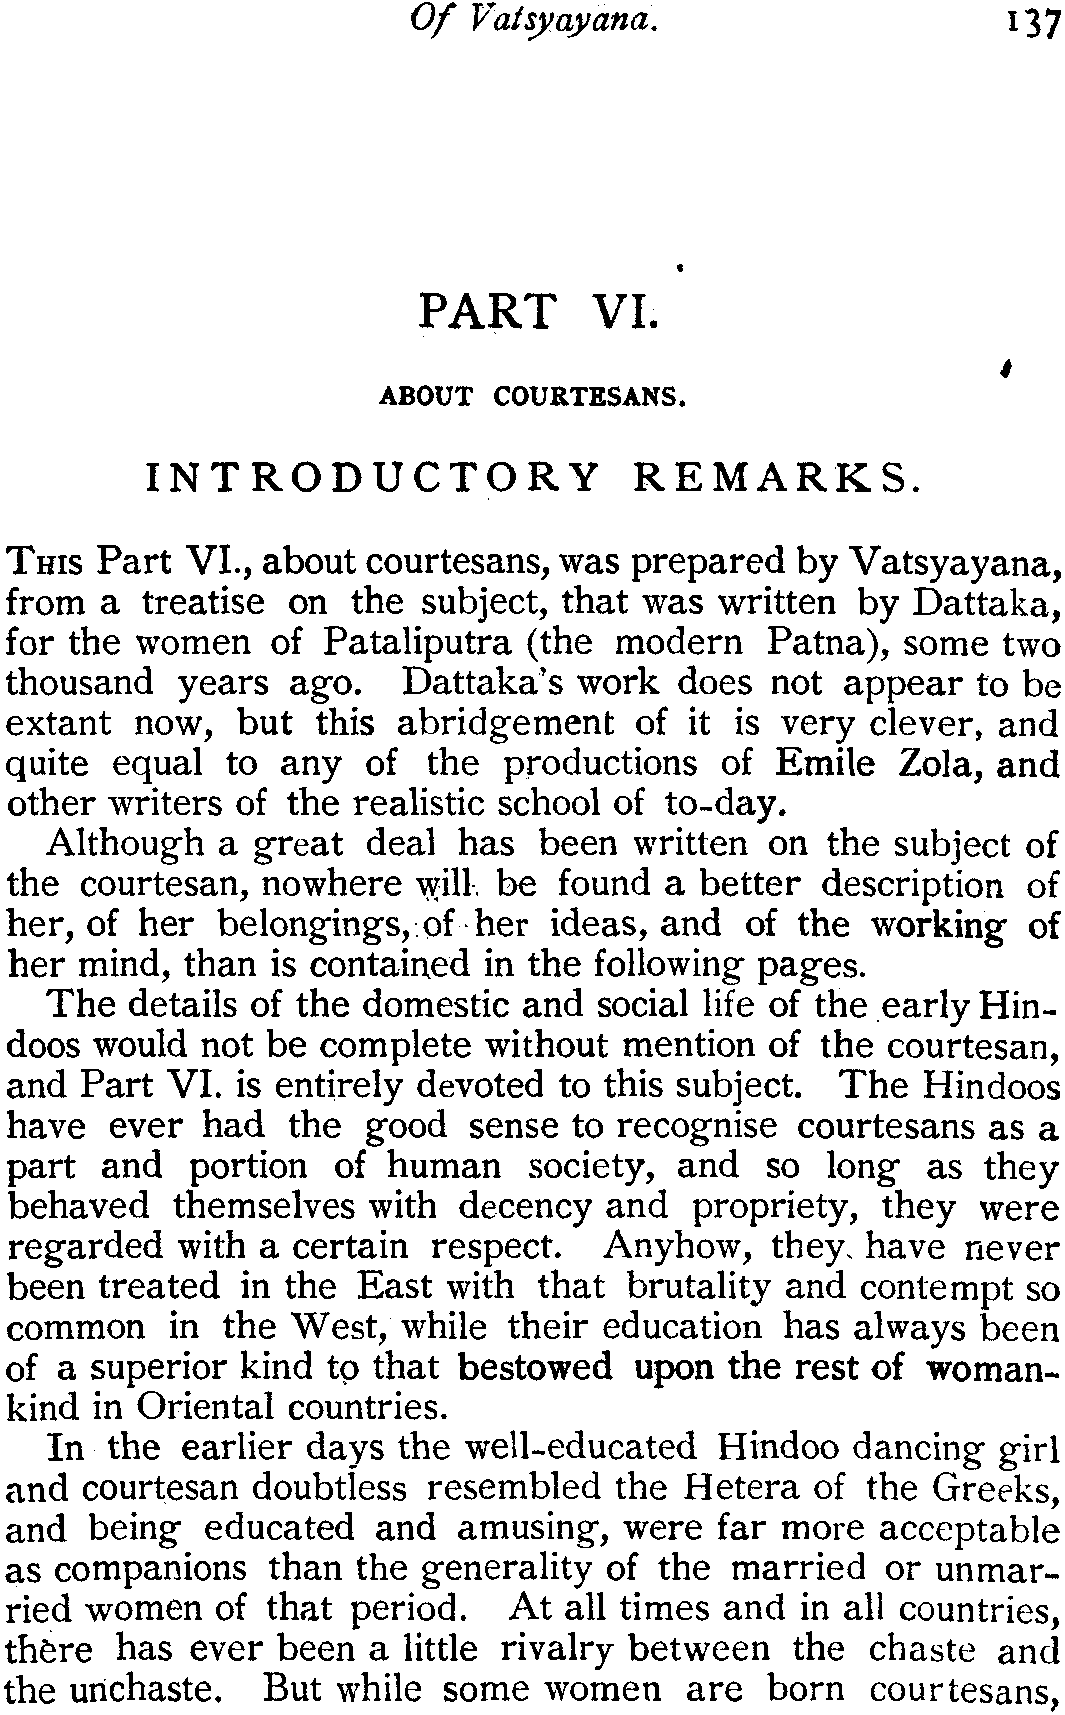 Of Vatsyayana. 137
PART VI.
ABOUT COURTESANS.
INTRODUCTORY REMARKS.
THIS Part VI., about courtesans, was prepared by Vatsyayana,
from a treatise on the subject, that was written by Dattaka,
for the women of Pataliputra (the modern Patna), some two
thousand years ago. Dattaka's work does not appear to be
extant now, but this abridgement of it is very clever, and
quite equal to any of the productions of Emile Zola, and
other writers of the realistic school of to-day.
Although a great deal has been written on the subject of
the courtesan, nowhere will be found a better description of
her, of her belongings, of her ideas, and of the working of
her mind, than is contained in the following pages.
The details of the domestic and social life of the early Hin-
doos would not be complete without mention of the courtesan,
and Part VI. is entirely devoted to this subject. The Hindoos
have ever had the good sense to recognise courtesans as a
part and portion of human society, and so long as they
behaved themselves with decency and propriety, they were
regarded with a certain respect. Anyhow, they have never
been treated in the East with that brutality and contempt so
common in the West, while their education has always been
of a superior kind to that bestowed upon the rest of woman-
kind in Oriental countries.
In the earlier days the well-educated Hindoo dancing girl
and courtesan doubtless resembled the Hetera of the Greeks,
and being educated and amusing, were far more acceptable
as companions than the generality of the married or unmar-
ried women of that period. At all times and in all countries,
there has ever been a little rivalry between the chaste and
the unchaste. But while some women are born courtesans,